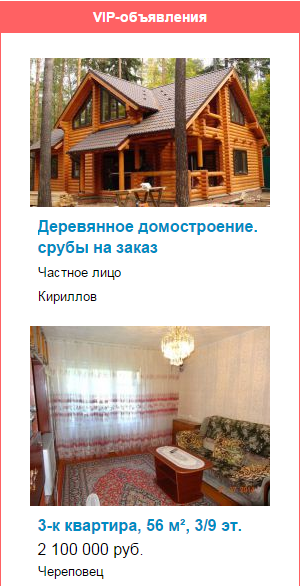 VIP-объявления
Деревянное домостроение.
срубы на заказ
Частное лицо
Кириллов
3-к квартира, 56 м², 3/9 эт.
2 100 000 руб.
Череповец